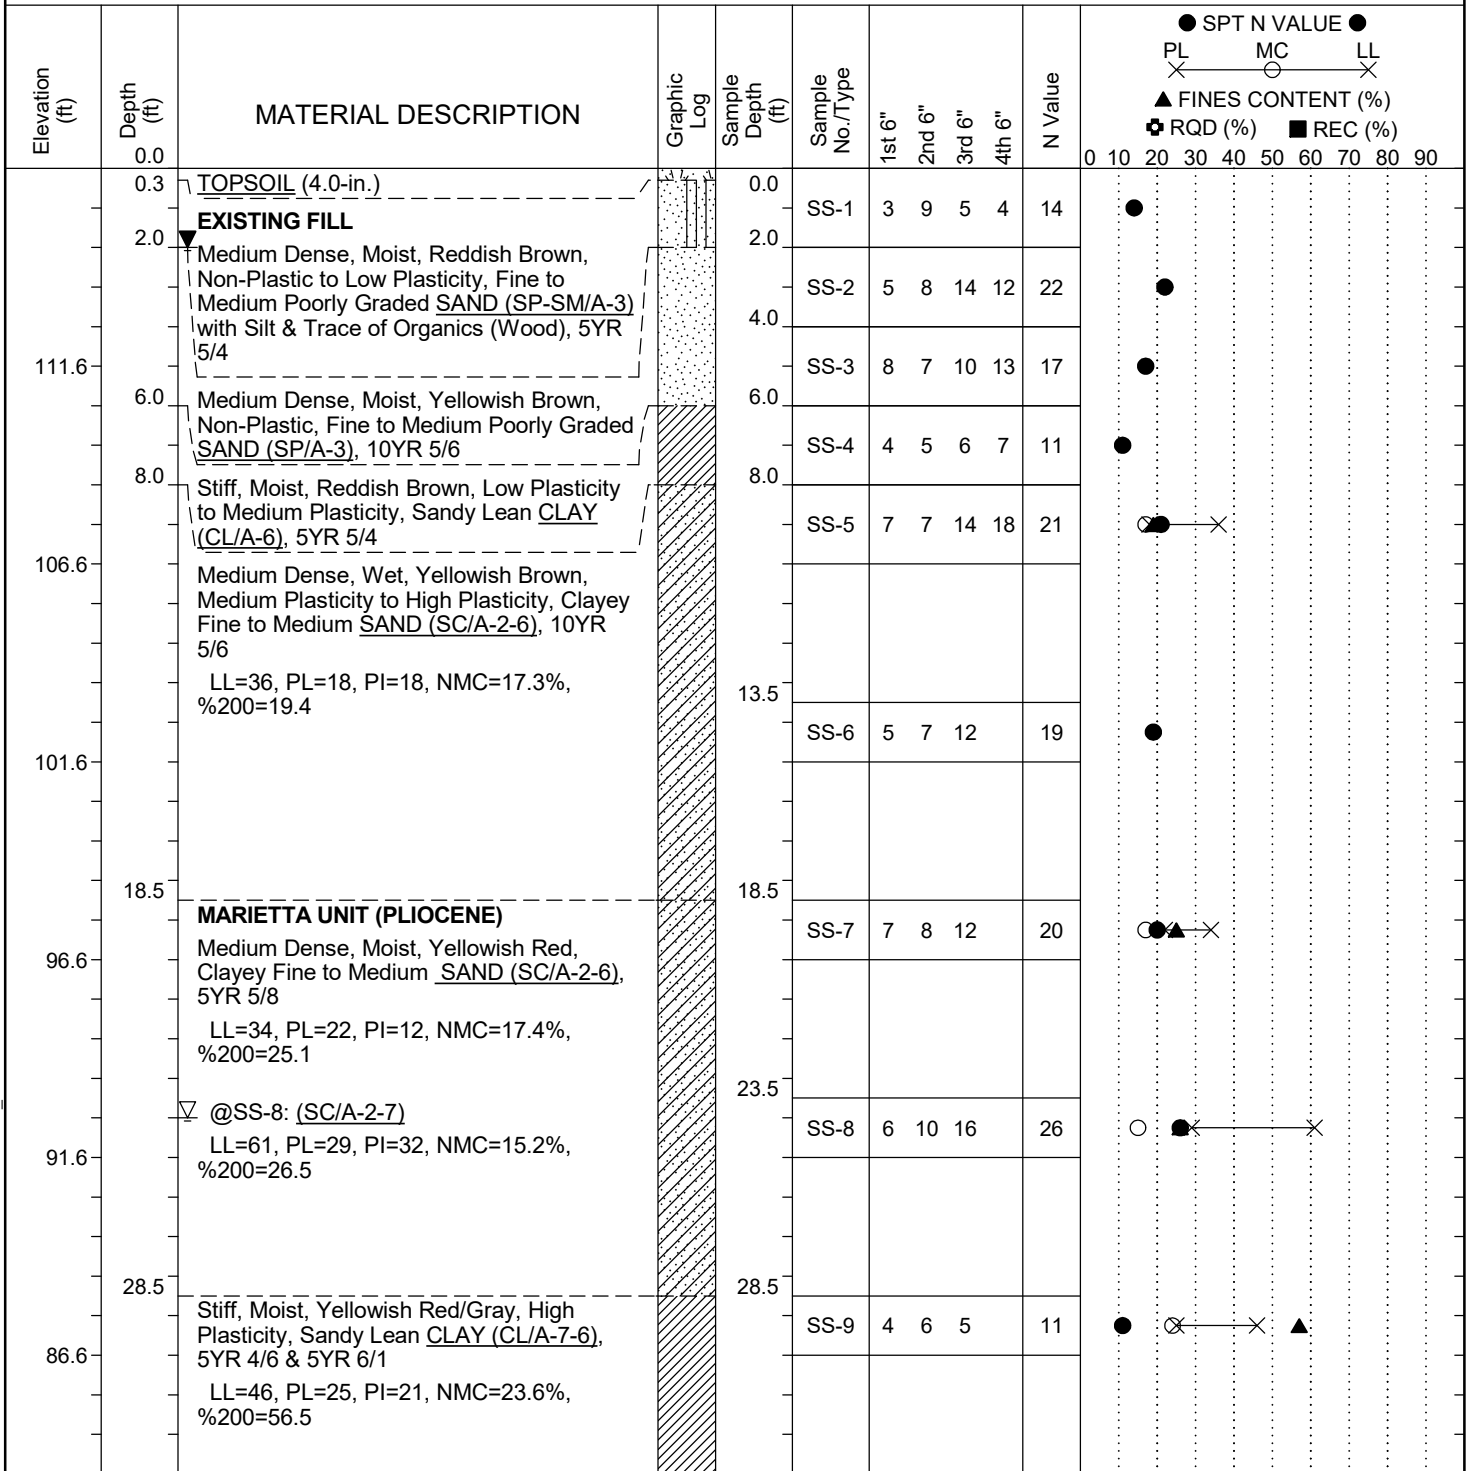 ● SPT N VALUE ●
PL MC LL
▲ FINES CONTENT (%)
RQD (%) ■ REC (%)
Elevation (ft)
Depth (ft)
0.0
MATERIAL DESCRIPTION
Graphic Log
Sample Depth (ft)
Sample No./Type
1st 6"
2nd 6"
3rd 6"
4th 6"
N Value
0 10 20 30 40 50 60 70 80 90
0.3 TOPSOIL (4.0-in.) 0.0
SS-1 3 9 5 4 14
EXISTING FILL
2.0 2.0
Medium Dense, Moist, Reddish Brown,
Non-Plastic to Low Plasticity, Fine to
SS-2 5 8 14 12 22
Medium Poorly Graded SAND (SP-SM/A-3)
4.0
with Silt & Trace of Organics (Wood), 5YR
5/4
111.6 SS-3 8 7 10 13 17
6.0 6.0
Medium Dense, Moist, Yellowish Brown,
Non-Plastic, Fine to Medium Poorly Graded
SAND (SP/A-3), 10YR 5/6
SS-4 4 5 6 7 11
8.0 8.0
Stiff, Moist, Reddish Brown, Low Plasticity
to Medium Plasticity, Sandy Lean CLAY
(CL/A-6), 5YR 5/4
SS-5 7 7 14 18 21
106.6
Medium Dense, Wet, Yellowish Brown,
Medium Plasticity to High Plasticity, Clayey
Fine to Medium SAND (SC/A-2-6), 10YR
5/6
LL=36, PL=18, PI=18, NMC=17.3%,
%200=19.4
13.5
SS-6 5 7 12 19
101.6
18.5 18.5
MARIETTA UNIT (PLIOCENE)
SS-7 7 8 12 20
Medium Dense, Moist, Yellowish Red,
96.6
Clayey Fine to Medium SAND (SC/A-2-6),
5YR 5/8
LL=34, PL=22, PI=12, NMC=17.4%,
%200=25.1
23.5
@SS-8: (SC/A-2-7)
SS-8 6 10 16 26
LL=61, PL=29, PI=32, NMC=15.2%,
%200=26.5
91.6
28.5 28.5
Stiff, Moist, Yellowish Red/Gray, High
Plasticity, Sandy Lean CLAY (CL/A-7-6),
5YR 4/6 & 5YR 6/1
SS-9 4 6 5 11
86.6
LL=46, PL=25, PI=21, NMC=23.6%,
%200=56.5